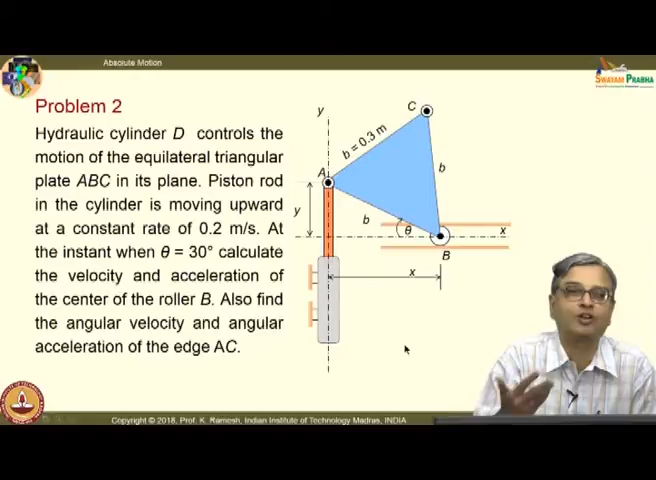 Absolute Motion
SWAYAM PRABHA
Problem 2
Hydraulic cylinder D controls the
motion of the equilateral triangular
plate ABC in its plane. Piston rod
in the cylinder is moving upward
at a constant rate of 0.2 m/s. At
the instant when θ = 30° calculate
the velocity and acceleration of
the center of the roller B. Also find
the angular velocity and angular
acceleration of the edge AC.
y
C
b = 0.3 m
A
b
y
b
θ
x
B
x
Copyright © 2018, Prof. K. Ramesh, Indian Institute of Technology Madras, INDIA